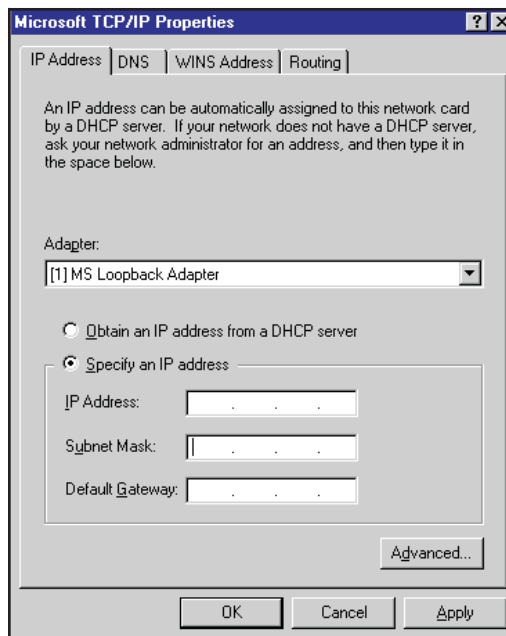 Microsoft TCP/IP Properties ? X
IP Address DNS WINS Address Routing
An IP address can be automatically assigned to this network card
by a DHCP server. If your network does not have a DHCP server,
ask your network administrator for an address, and then type it in
the space below.
Adapter:
[1] MS Loopback Adapter
Obtain an IP address from a DHCP server
Specify an IP address
IP Address: . . .
Subnet Mask: . . .
Default Gateway: . . .
Advanced...
OK Cancel Apply